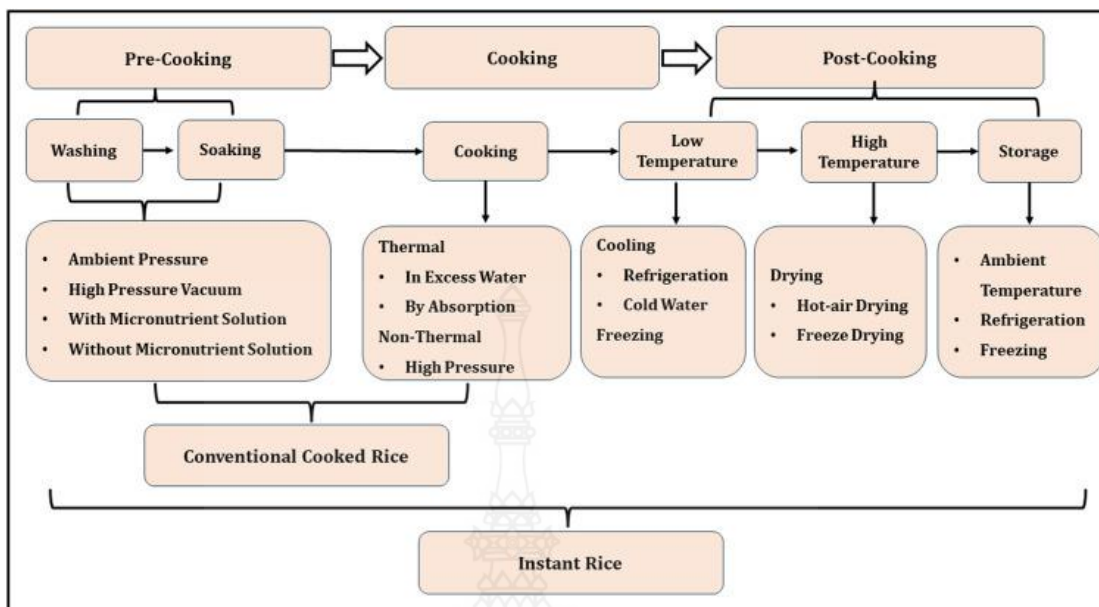 Pre-Cooking
Cooking
Post-Cooking
Washing
Soaking
Cooking
Low
Temperature
High
Temperature
Storage
• Ambient Pressure
• High Pressure Vacuum
• With Micronutrient Solution
• Without Micronutrient Solution
Thermal
• In Excess Water
• By Absorption
Non-Thermal
• High Pressure
Cooling
• Refrigeration
• Cold Water
Freezing
Drying
• Hot-air Drying
• Freeze Drying
• Ambient
Temperature
• Refrigeration
• Freezing
Conventional Cooked Rice
Instant Rice